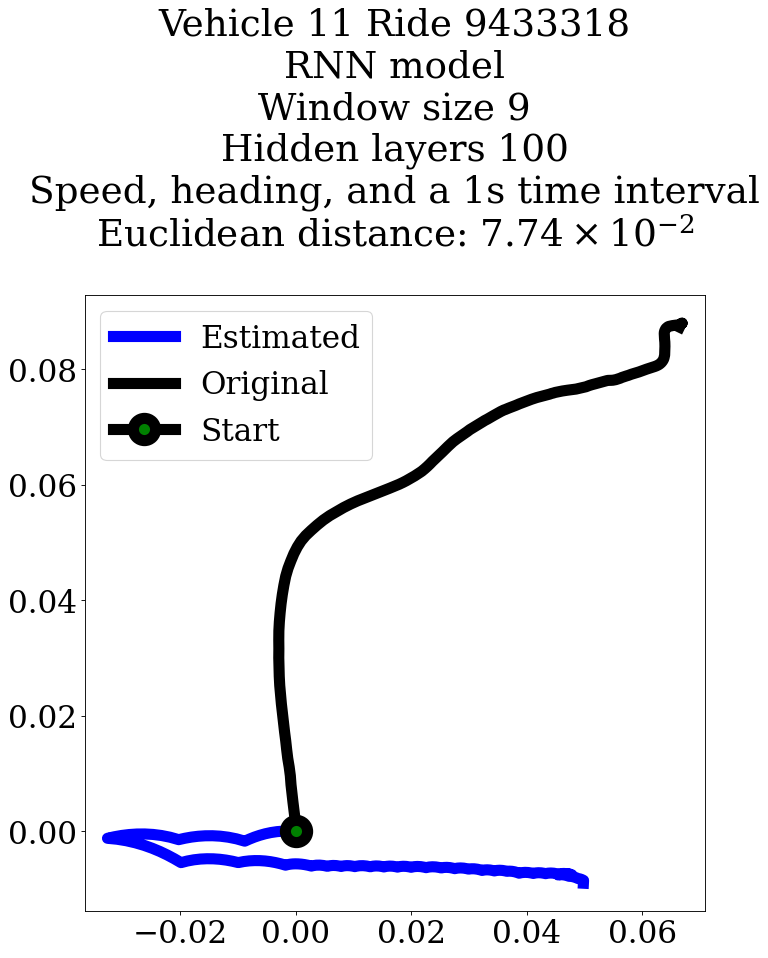 Vehicle 11 Ride 9433318
RNN model
Window size 9
Hidden layers 100
Speed, heading, and a 1s time interval
Euclidean distance: 7.74 × 10⁻²
Estimated
Original
Start
0.08
0.06
0.04
0.02
0.00
−0.02 0.00 0.02 0.04 0.06